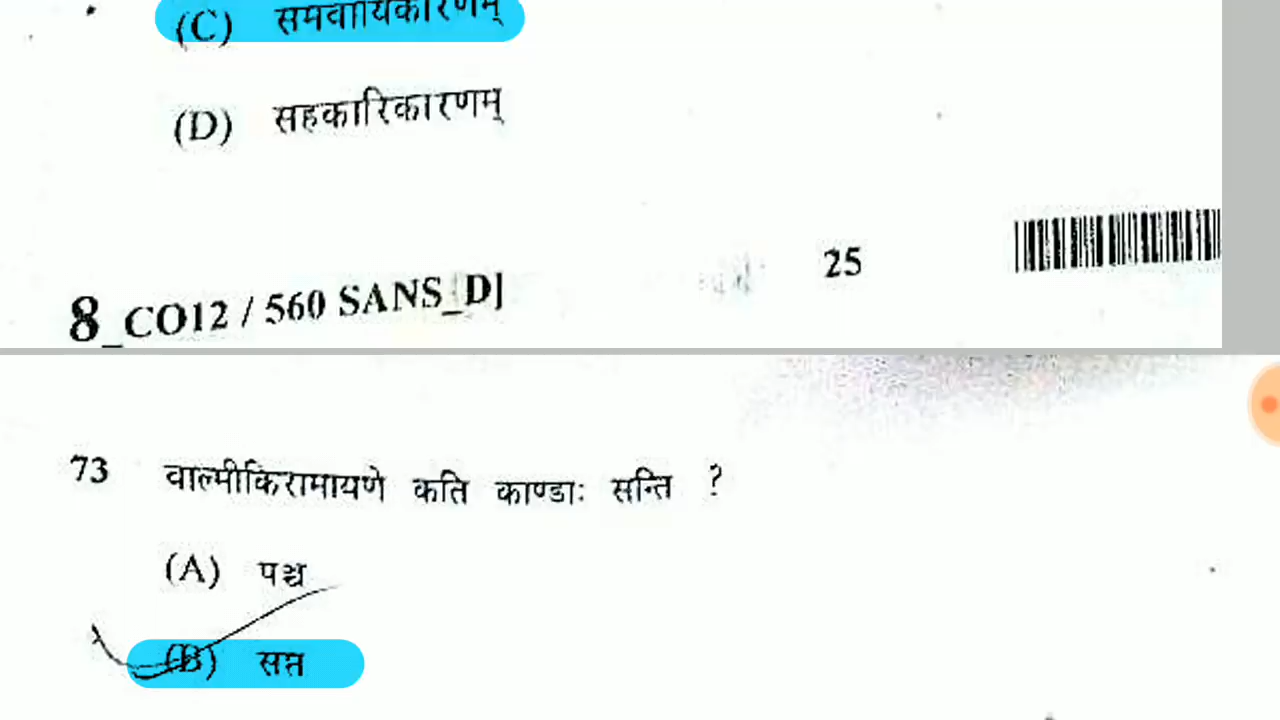 (C) समवायिकारणम्
(D) सहकारिकारणम्
25
8_CO12 / 560 SANS_D]
73 वाल्मीकिरामायणे कति काण्डाः सन्ति ?
(A) पञ्च
(B) सप्त